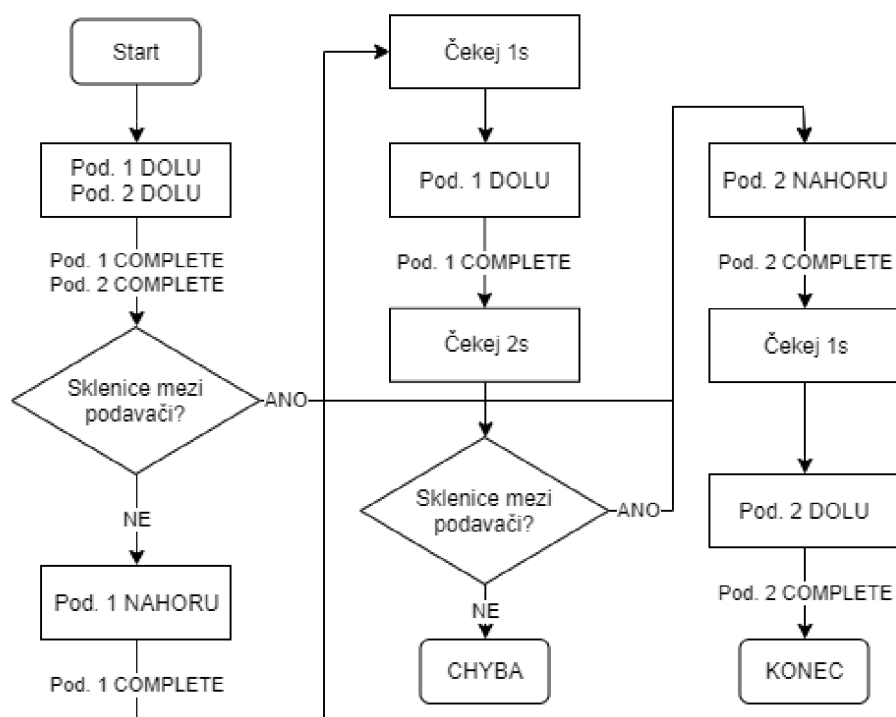 Start
Pod. 1 DOLU
Pod. 2 DOLU
Pod. 1 COMPLETE
Pod. 2 COMPLETE
Sklenice mezi
podavači?
ANO
NE
Pod. 1 NAHORU
Pod. 1 COMPLETE
Čekej 1s
Pod. 1 DOLU
Pod. 1 COMPLETE
Čekej 2s
Sklenice mezi
podavači?
ANO
NE
CHYBA
Pod. 2 NAHORU
Pod. 2 COMPLETE
Čekej 1s
Pod. 2 DOLU
Pod. 2 COMPLETE
KONEC